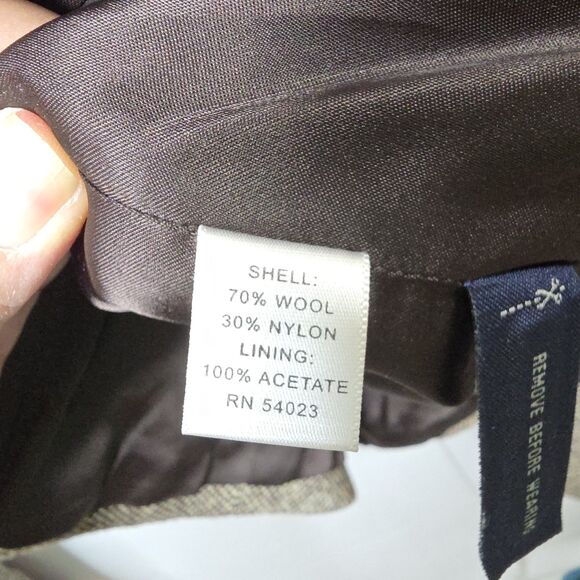 SHELL:
70% WOOL
30% NYLON
LINING:
100% ACETATE
RN 54023
REMOVE BEFORE WEARING